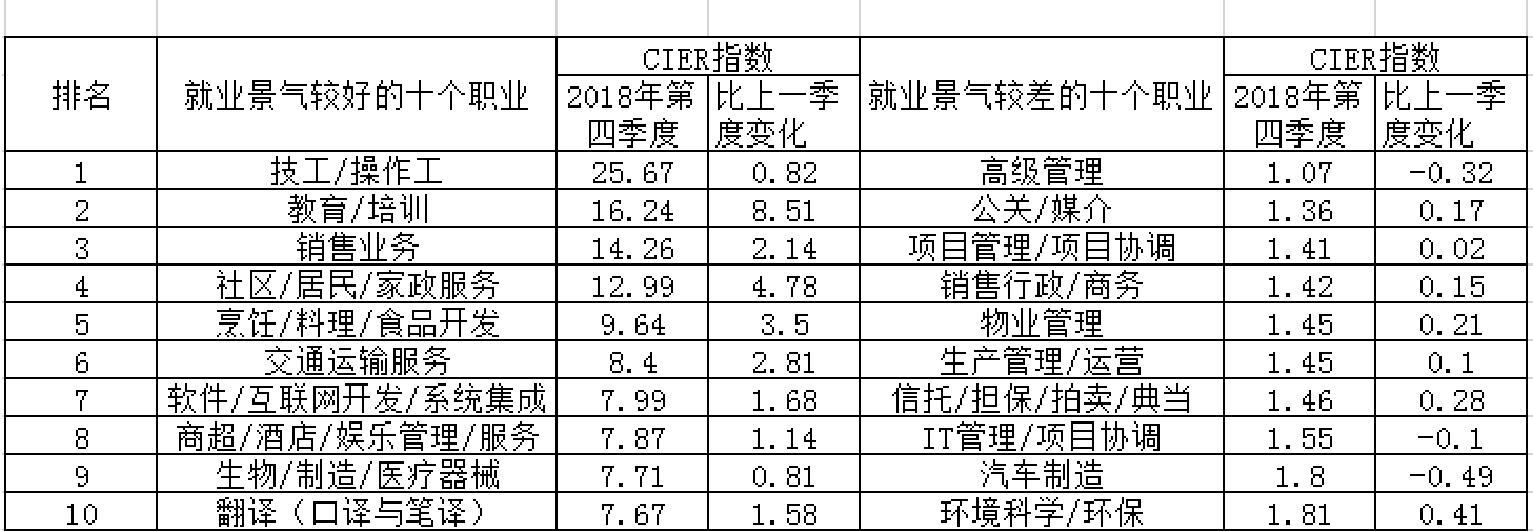 排名 就业景气较好的十个职业 CIER指数 就业景气较差的十个职业 CIER指数
2018年第四季度 比上一季度变化 2018年第四季度 比上一季度变化
1 技工/操作工 25.67 0.82 高级管理 1.07 -0.32
2 教育/培训 16.24 8.51 公关/媒介 1.36 0.17
3 销售业务 14.26 2.14 项目管理/项目协调 1.41 0.02
4 社区/居民/家政服务 12.99 4.78 销售行政/商务 1.42 0.15
5 烹饪/料理/食品开发 9.64 3.5 物业管理 1.45 0.21
6 交通运输服务 8.4 2.81 生产管理/运营 1.45 0.1
7 软件/互联网开发/系统集成 7.99 1.68 信托/担保/拍卖/典当 1.46 0.28
8 商超/酒店/娱乐管理/服务 7.87 1.14 IT管理/项目协调 1.55 -0.1
9 生物/制造/医疗器械 7.71 0.81 汽车制造 1.8 -0.49
10 翻译（口译与笔译） 7.67 1.58 环境科学/环保 1.81 0.41